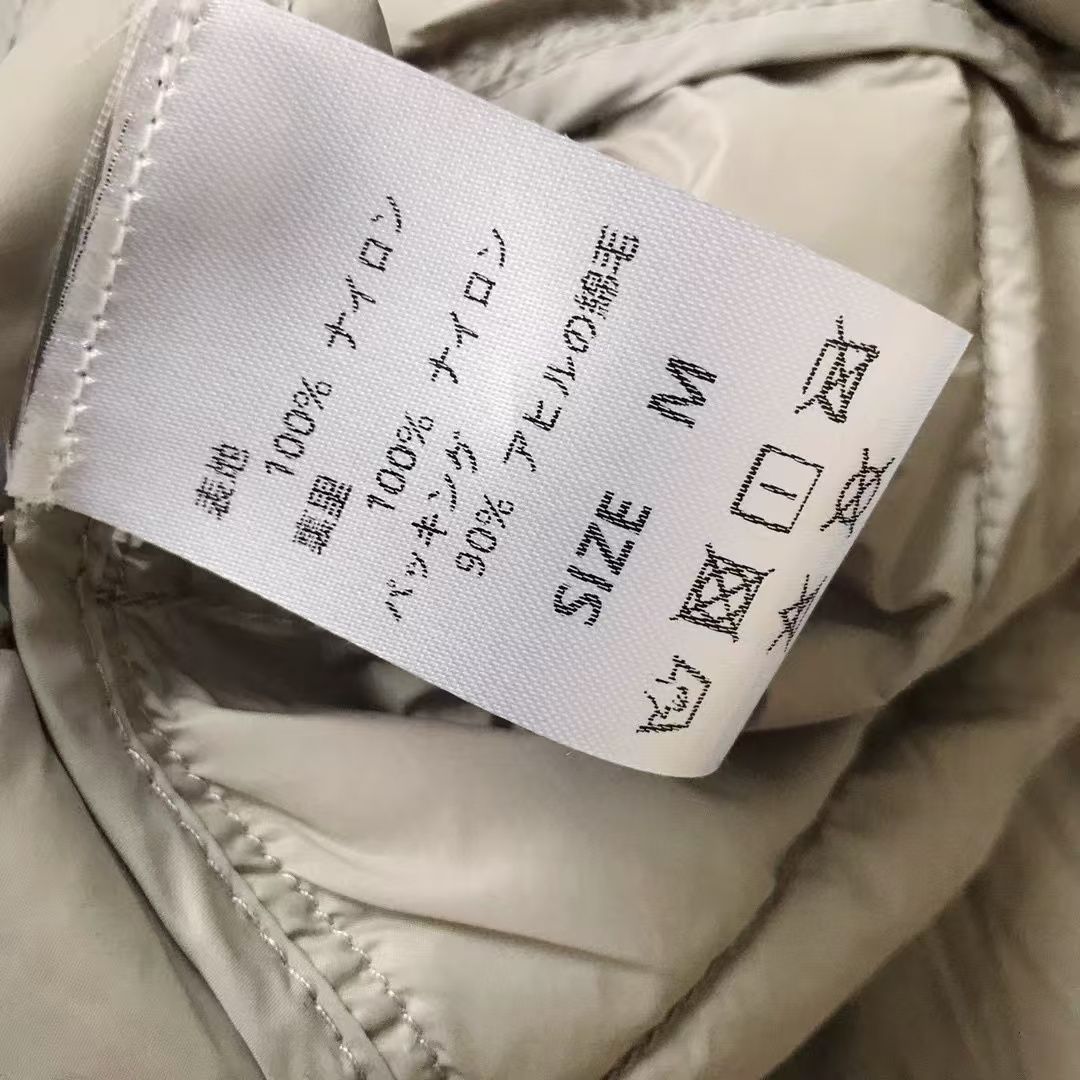 表地
100% ナイロン
裏里
100% ナイロン
パッキング
90% アヒルの綿毛
SIZE M